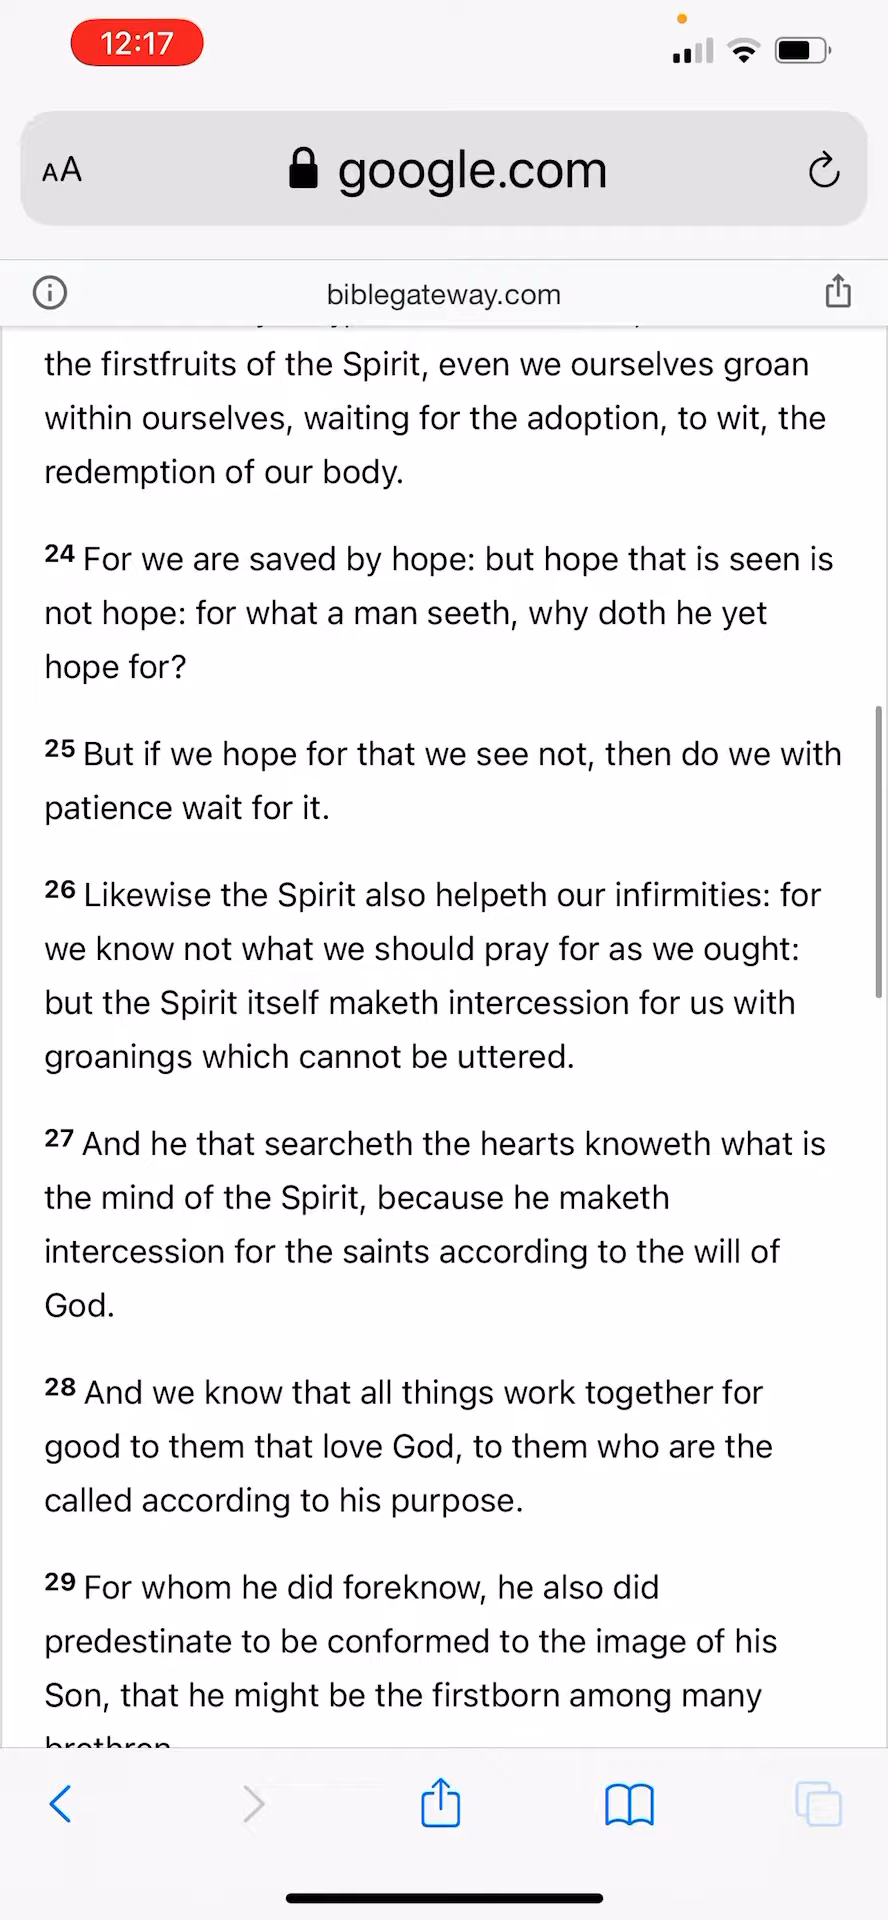 12:17
AA google.com
biblegateway.com
the firstfruits of the Spirit, even we ourselves groan
within ourselves, waiting for the adoption, to wit, the
redemption of our body.
24 For we are saved by hope: but hope that is seen is
not hope: for what a man seeth, why doth he yet
hope for?
25 But if we hope for that we see not, then do we with
patience wait for it.
26 Likewise the Spirit also helpeth our infirmities: for
we know not what we should pray for as we ought:
but the Spirit itself maketh intercession for us with
groanings which cannot be uttered.
27 And he that searcheth the hearts knoweth what is
the mind of the Spirit, because he maketh
intercession for the saints according to the will of
God.
28 And we know that all things work together for
good to them that love God, to them who are the
called according to his purpose.
29 For whom he did foreknow, he also did
predestinate to be conformed to the image of his
Son, that he might be the firstborn among many
brethren